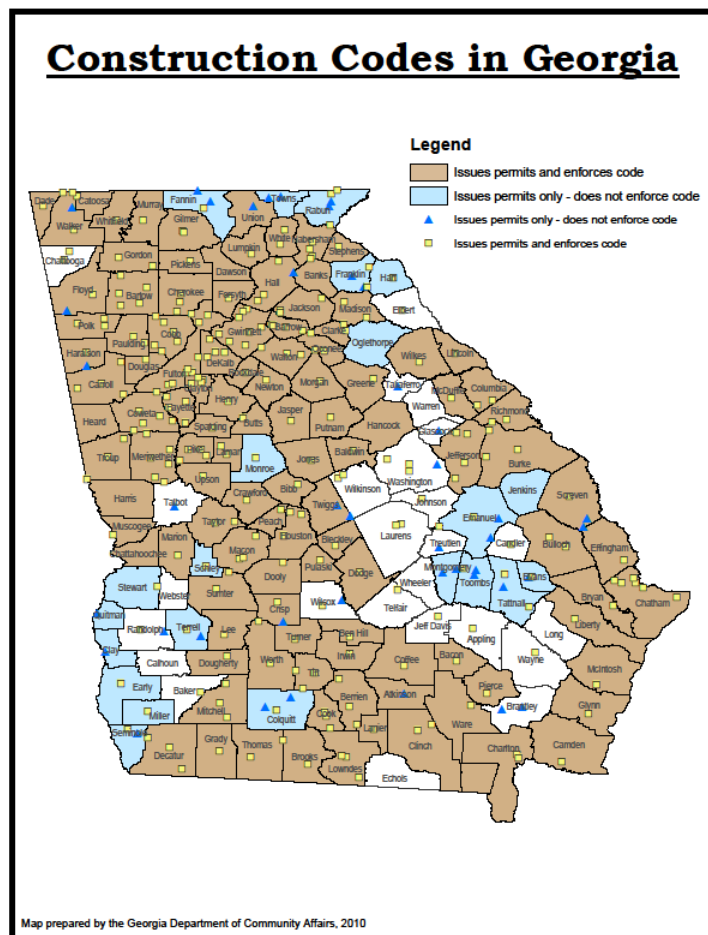 Construction Codes in Georgia
Legend
Issues permits and enforces code
Issues permits only - does not enforce code
Issues permits only - does not enforce code
Issues permits and enforces code
Dade
Catoosa
Fannin
Towns
Rabun
Walker
Whitfield
Murray
Gilmer
Union
White
Habersham
Stephens
Chattooga
Gordon
Pickens
Lumpkin
Dawson
Banks
Franklin
Hart
Floyd
Bartow
Cherokee
Forsyth
Hall
Jackson
Madison
Elbert
Polk
Paulding
Cobb
Gwinnett
Barrow
Clarke
Oglethorpe
Wilkes
Lincoln
Haralson
Douglas
Fulton
DeKalb
Walton
Oconee
Rockdale
Newton
Morgan
Greene
Taliaferro
McDuffie
Columbia
Carroll
Clayton
Henry
Warren
Richmond
Heard
Coweta
Fayette
Spalding
Butts
Jasper
Putnam
Hancock
Glascock
Jefferson
Burke
Troup
Meriwether
Pike
Lamar
Monroe
Jones
Baldwin
Washington
Jenkins
Screven
Harris
Talbot
Upson
Crawford
Bibb
Twiggs
Wilkinson
Johnson
Emanuel
Muscogee
Taylor
Peach
Houston
Bleckley
Laurens
Treutlen
Candler
Bulloch
Effingham
Chattahoochee
Marion
Macon
Schley
Dooly
Pulaski
Dodge
Montgomery
Toombs
Tattnall
Evans
Bryan
Chatham
Stewart
Webster
Sumter
Crisp
Wilcox
Wheeler
Telfair
Jeff Davis
Appling
Long
Liberty
Quitman
Randolph
Terrell
Lee
Turner
Ben Hill
Wayne
McIntosh
Clay
Calhoun
Dougherty
Worth
Tift
Irwin
Coffee
Bacon
Early
Baker
Mitchell
Colquitt
Berrien
Atkinson
Pierce
Brantley
Glynn
Miller
Cook
Lanier
Ware
Seminole
Decatur
Grady
Thomas
Brooks
Lowndes
Clinch
Charlton
Camden
Echols
Map prepared by the Georgia Department of Community Affairs, 2010